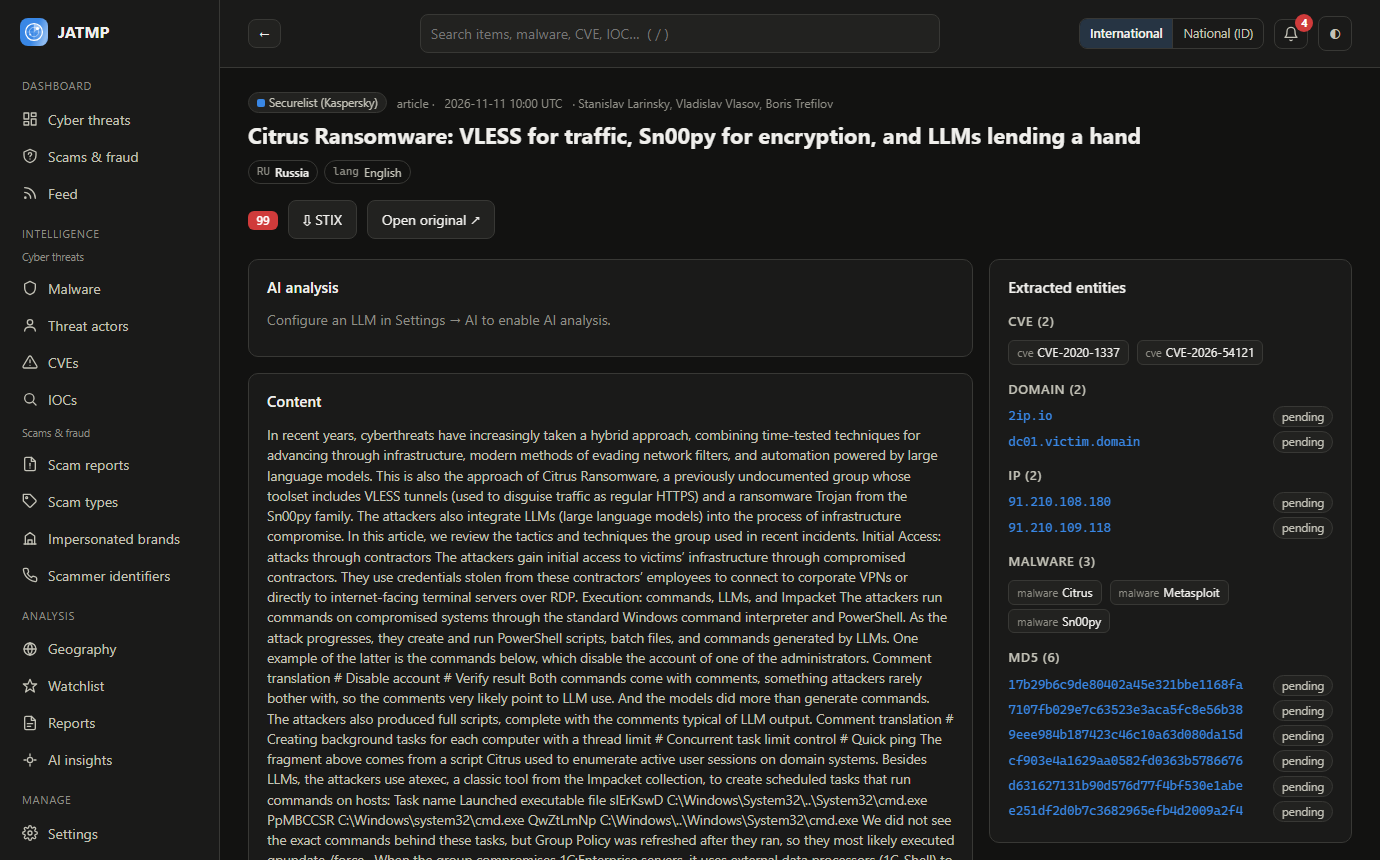 JATMP
←
Search items, malware, CVE, IOC... ( / )
International
National (ID)
4
DASHBOARD
Cyber threats
Scams & fraud
Feed
INTELLIGENCE
Cyber threats
Malware
Threat actors
CVEs
IOCs
Scams & fraud
Scam reports
Scam types
Impersonated brands
Scammer identifiers
ANALYSIS
Geography
Watchlist
Reports
AI insights
MANAGE
Settings
Securelist (Kaspersky) article · 2026-11-11 10:00 UTC · Stanislav Larinsky, Vladislav Vlasov, Boris Trefilov
Citrus Ransomware: VLESS for traffic, Sn00py for encryption, and LLMs lending a hand
RU Russia lang English
99 ⇩ STIX Open original ↗
AI analysis
Configure an LLM in Settings → AI to enable AI analysis.
Content
In recent years, cyberthreats have increasingly taken a hybrid approach, combining time-tested techniques for
advancing through infrastructure, modern methods of evading network filters, and automation powered by large
language models. This is also the approach of Citrus Ransomware, a previously undocumented group whose
toolset includes VLESS tunnels (used to disguise traffic as regular HTTPS) and a ransomware Trojan from the
Sn00py family. The attackers also integrate LLMs (large language models) into the process of infrastructure
compromise. In this article, we review the tactics and techniques the group used in recent incidents. Initial Access:
attacks through contractors The attackers gain initial access to victims’ infrastructure through compromised
contractors. They use credentials stolen from these contractors’ employees to connect to corporate VPNs or
directly to internet-facing terminal servers over RDP. Execution: commands, LLMs, and Impacket The attackers run
commands on compromised systems through the standard Windows command interpreter and PowerShell. As the
attack progresses, they create and run PowerShell scripts, batch files, and commands generated by LLMs. One
example of the latter is the commands below, which disable the account of one of the administrators. Comment
translation # Disable account # Verify result Both commands come with comments, something attackers rarely
bother with, so the comments very likely point to LLM use. And the models did more than generate commands.
The attackers also produced full scripts, complete with the comments typical of LLM output. Comment translation #
Creating background tasks for each computer with a thread limit # Concurrent task limit control # Quick ping The
fragment above comes from a script Citrus used to enumerate active user sessions on domain systems. Besides
LLMs, the attackers use atexec, a classic tool from the Impacket collection, to create scheduled tasks that run
commands on hosts: Task name Launched executable file slErKswD C:\Windows\System32\..\System32\cmd.exe
PpMBCCSR C:\Windows\system32\cmd.exe QwZtLmNp C:\Windows\..\Windows\System32\cmd.exe We did not see
the exact commands behind these tasks, but Group Policy was refreshed after they ran, so they most likely executed
gpupdate /force. When the group compromises 1C:Enterprise servers, it uses external data processors (1C-Shell) to
Extracted entities
CVE (2)
cve CVE-2020-1337 cve CVE-2026-54121
DOMAIN (2)
2ip.io pending
dc01.victim.domain pending
IP (2)
91.210.108.180 pending
91.210.109.118 pending
MALWARE (3)
malware Citrus malware Metasploit
malware Sn00py
MD5 (6)
17b29b6c9de80402a45e321bbe1168fa pending
7107fb029e7c63523e3aca5fc8e56b38 pending
9eee984b187423c46c10a63d080da15d pending
cf903e4a1629aa0582fd0363b5786676 pending
d631627131b90d576d77f4bf530e1abe pending
e251df2d0b7c3682965efb4d2009a2f4 pending